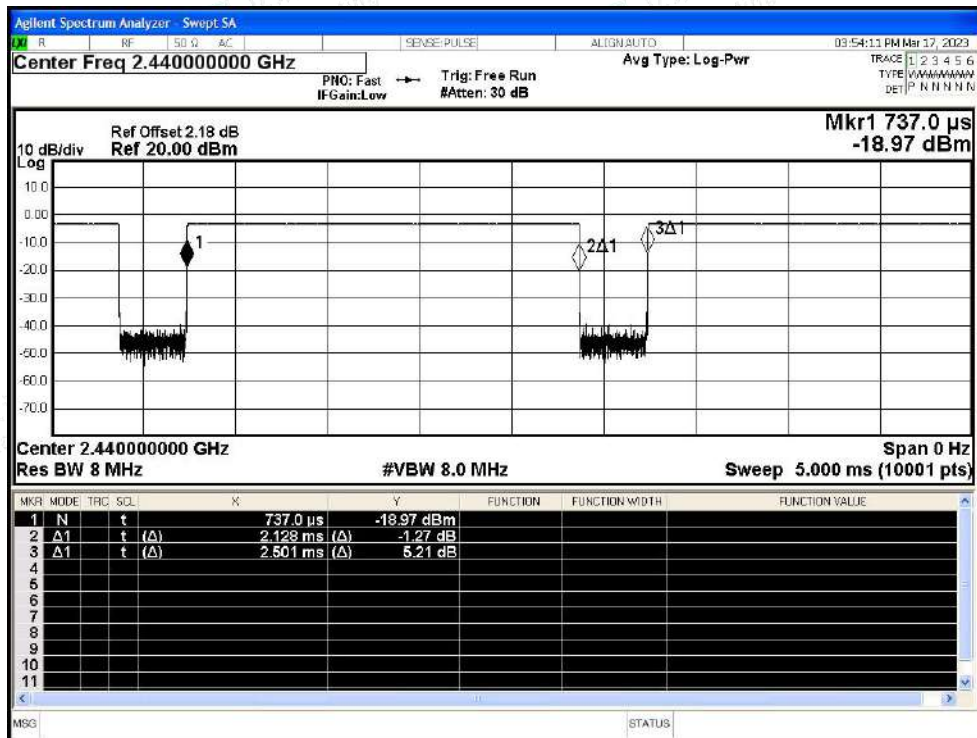 Agilent Spectrum Analyzer - Swept SA
LXI R RF 50 Ω AC SENSE:PULSE ALIGN AUTO 03:54:11 PM Mar 17, 2023
Center Freq 2.440000000 GHz Avg Type: Log-Pwr TRACE 1 2 3 4 5 6
PNO: Fast Trig: Free Run TYPE
IFGain:Low #Atten: 30 dB DET P N N N N N
Mkr1 737.0 µs
Ref Offset 2.18 dB
10 dB/div Ref 20.00 dBm -18.97 dBm
Log
10.0
0.00
-10.0
-20.0
-30.0
-40.0
-50.0
-60.0
-70.0
1
2Δ1
3Δ1
Center 2.440000000 GHz Span 0 Hz
Res BW 8 MHz #VBW 8.0 MHz Sweep 5.000 ms (10001 pts)
MKR MODE TRC SCL X Y FUNCTION FUNCTION WIDTH FUNCTION VALUE
1 N t 737.0 µs -18.97 dBm
2 Δ1 t (Δ) 2.128 ms (Δ) -1.27 dB
3 Δ1 t (Δ) 2.501 ms (Δ) 5.21 dB
4
5
6
7
8
9
10
11
MSG STATUS